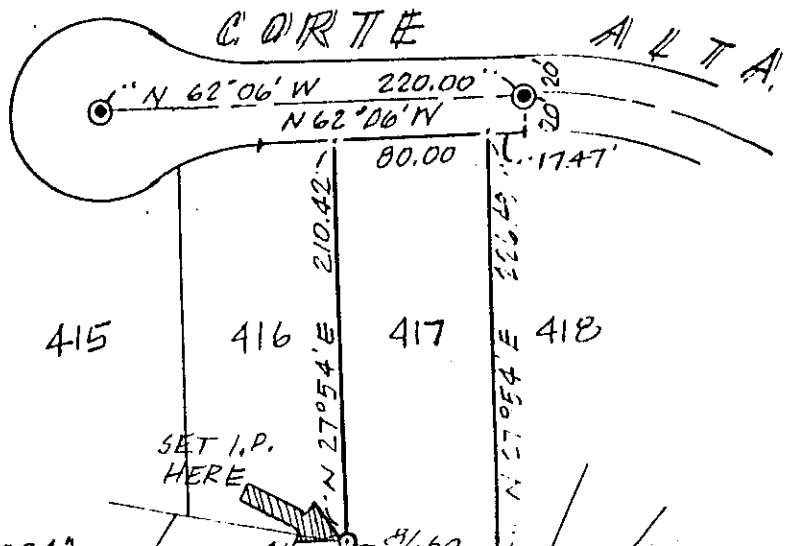 CORTE ALTA
N 62°06' W 220.00
20
N 62°06' W
20
80.00 17.47'
210.42
415 416 417 418
N 27°54' E
N 27°54' E
SET I.P.
HERE